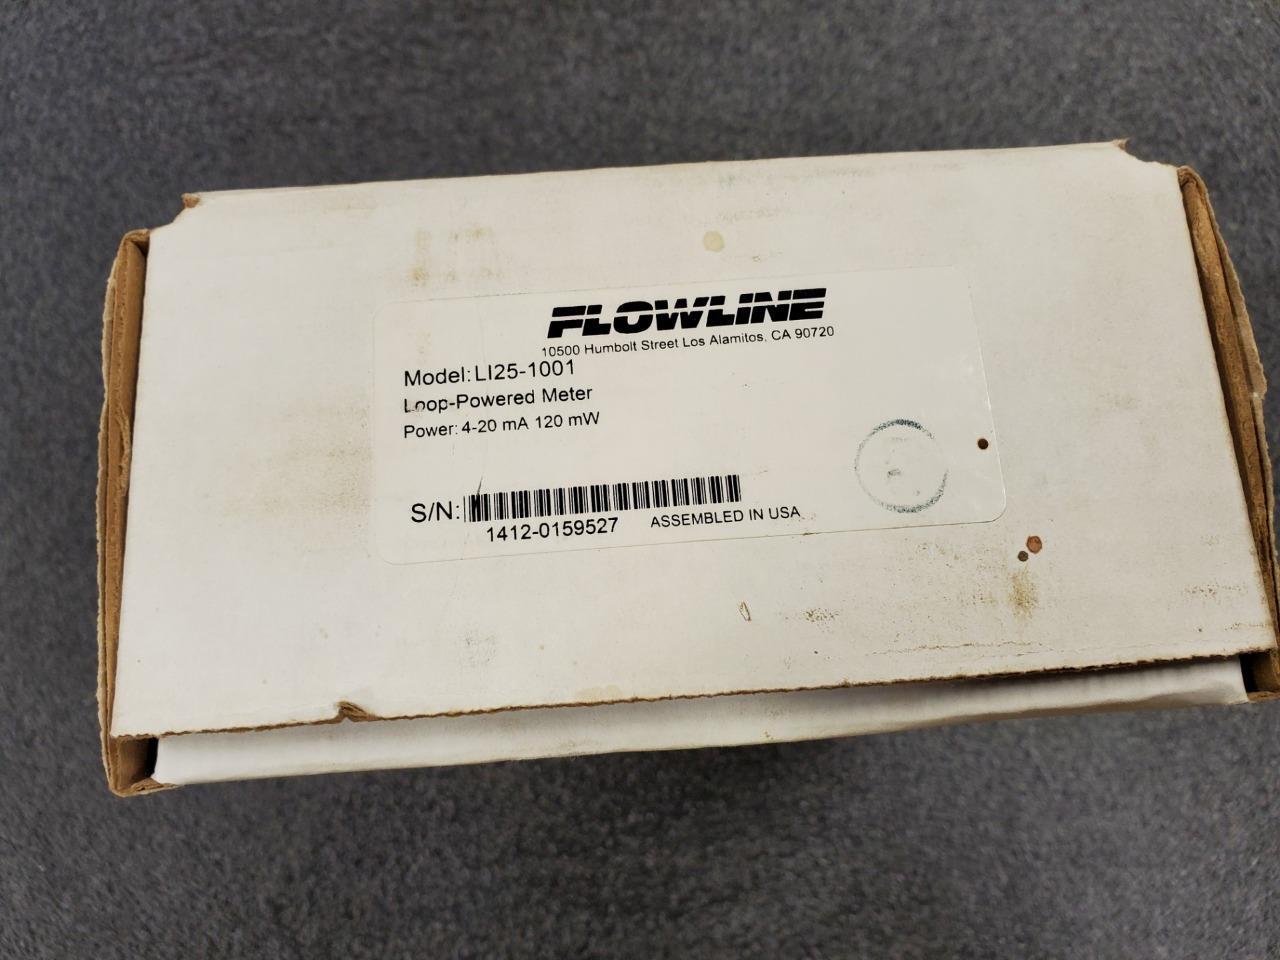 FLOWLINE
10500 Humbolt Street Los Alamitos, CA 90720
Model: LI25-1001
Loop-Powered Meter
Power: 4-20 mA 120 mW
S/N:
1412-0159527 ASSEMBLED IN USA